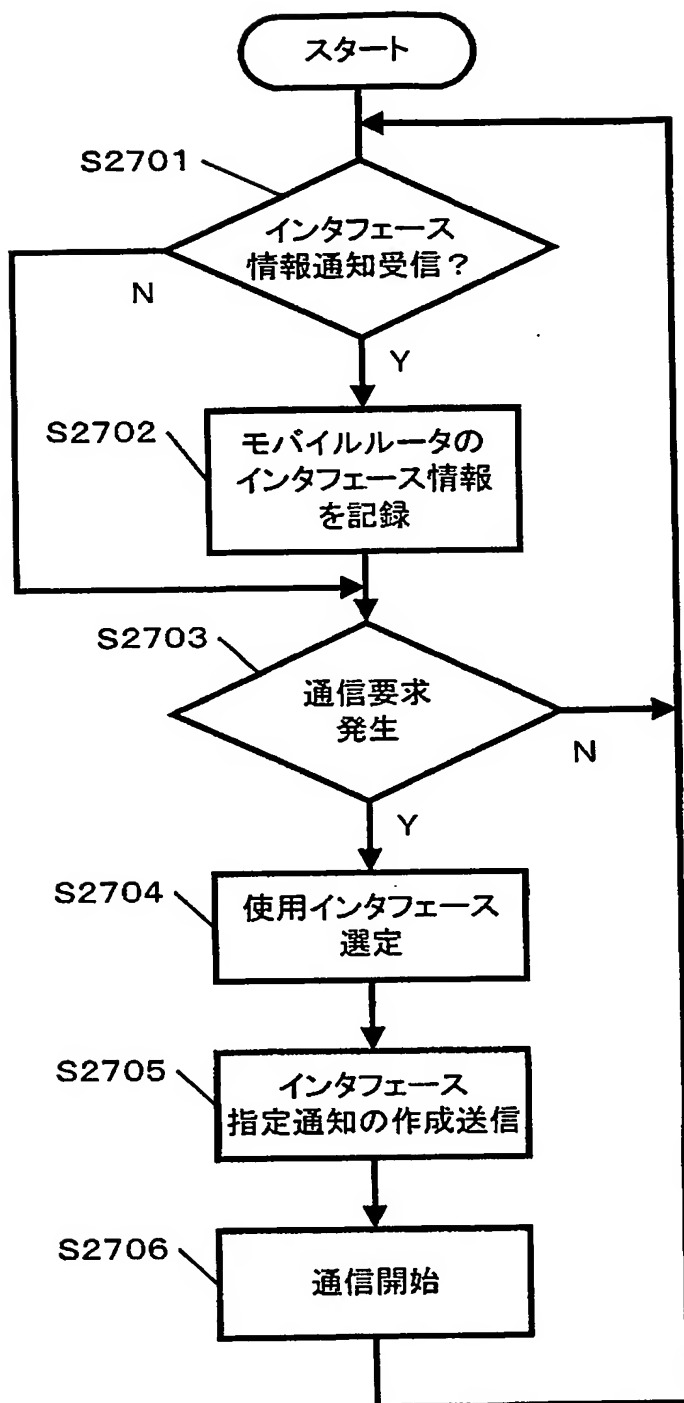 スタート
S2701
インタフェース
情報通知受信?
N
Y
S2702
モバイルルータの
インタフェース情報
を記録
S2703
通信要求
発生
N
Y
S2704
使用インタフェース
選定
S2705
インタフェース
指定通知の作成送信
S2706
通信開始